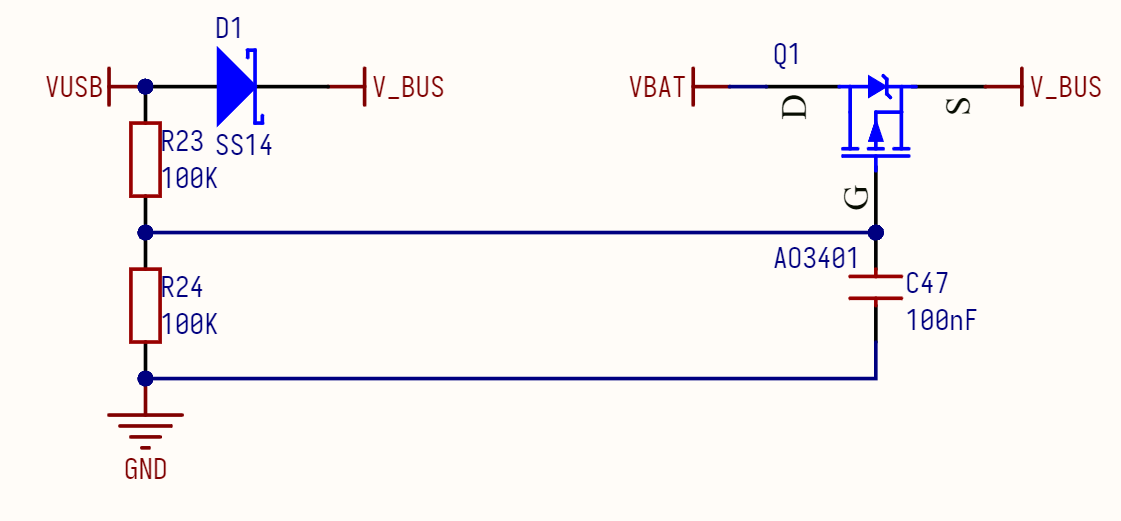 D1
VUSB
V_BUS
SS14
R23
100K
R24
100K
GND
Q1
VBAT
D
S
V_BUS
G
AO3401
C47
100nF